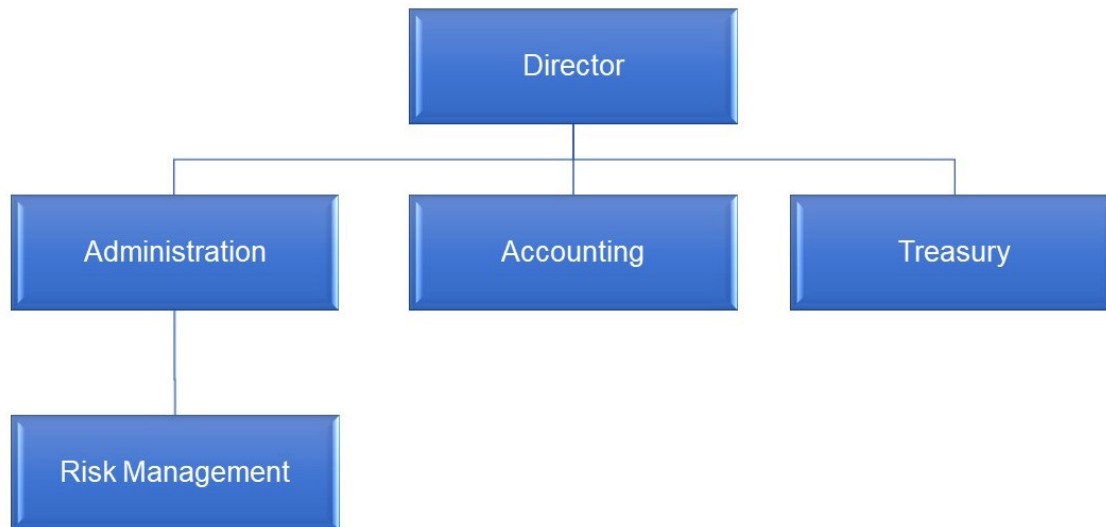 Director
Administration
Accounting
Treasury
Risk Management